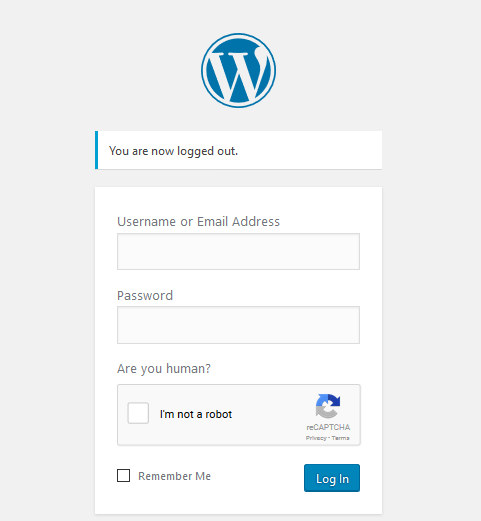 You are now logged out.
Username or Email Address
Password
Are you human?
I'm not a robot
reCAPTCHA
Privacy - Terms
Remember Me
Log In